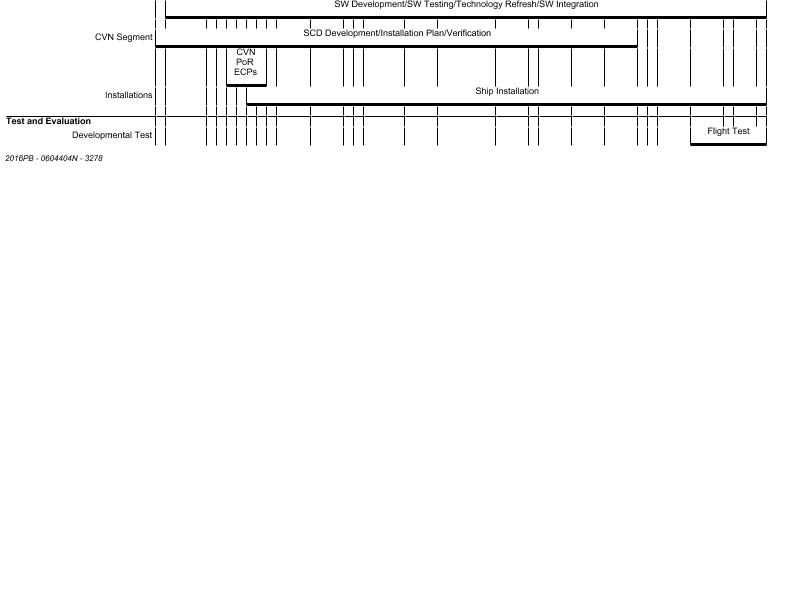 SW Development/SW Testing/Technology Refresh/SW Integration
CVN Segment
SCD Development/Installation Plan/Verification
CVN
PoR
ECPs
Installations
Ship Installation
Test and Evaluation
Developmental Test
Flight Test
2016PB - 0604404N - 3278